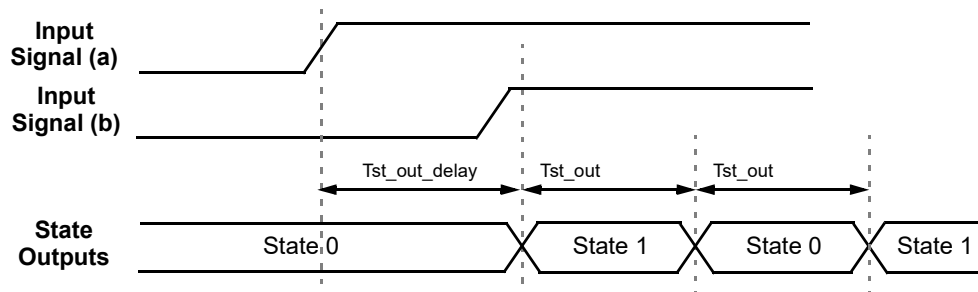 Input
Signal (a)
Input
Signal (b)
Tst_out_delay
Tst_out
Tst_out
State
Outputs
State 0
State 1
State 0
State 1